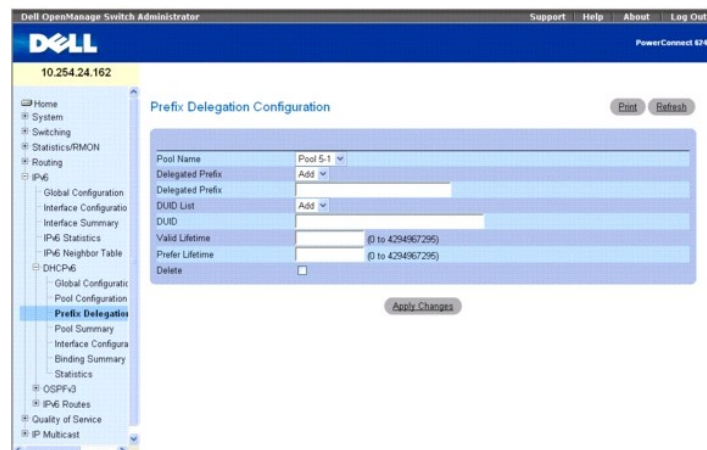 Dell OpenManage Switch Administrator
Support Help About Log Out
DELL
PowerConnect 624
10.254.24.162
Home
System
Switching
Statistics/RMON
Routing
IPv6
Global Configuration
Interface Configuratio
Interface Summary
IPv6 Statistics
IPv6 Neighbor Table
DHCPv6
Global Configuratic
Pool Configuration
Prefix Delegation
Pool Summary
Interface Configura
Binding Summary
Statistics
OSPFv3
IPv6 Routes
Quality of Service
IP Multicast
Prefix Delegation Configuration
Print Refresh
Pool Name Pool 5-1
Delegated Prefix Add
Delegated Prefix
DUID List Add
DUID
Valid Lifetime (0 to 4294967295)
Prefer Lifetime (0 to 4294967295)
Delete
Apply Changes